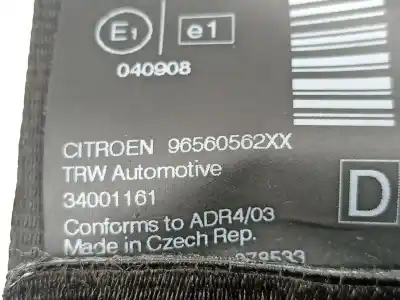 E1 e1
040908
CITROEN 96560562XX
TRW Automotive
34001161
D
Conforms to ADR4/03
Made in Czech Rep.